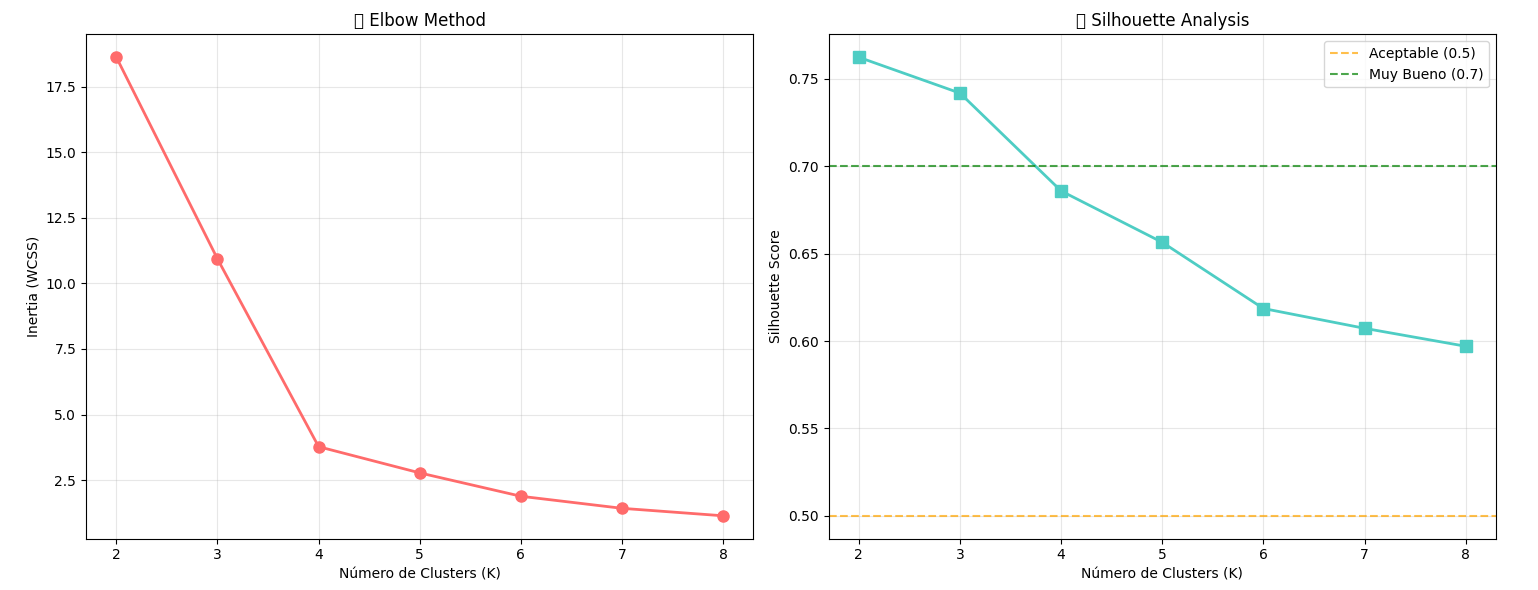 ▯ Elbow Method
Inertia (WCSS)
17.5
15.0
12.5
10.0
7.5
5.0
2.5
2 3 4 5 6 7 8
Número de Clusters (K)
▯ Silhouette Analysis
Silhouette Score
0.75
0.70
0.65
0.60
0.55
0.50
Aceptable (0.5)
Muy Bueno (0.7)
2 3 4 5 6 7 8
Número de Clusters (K)